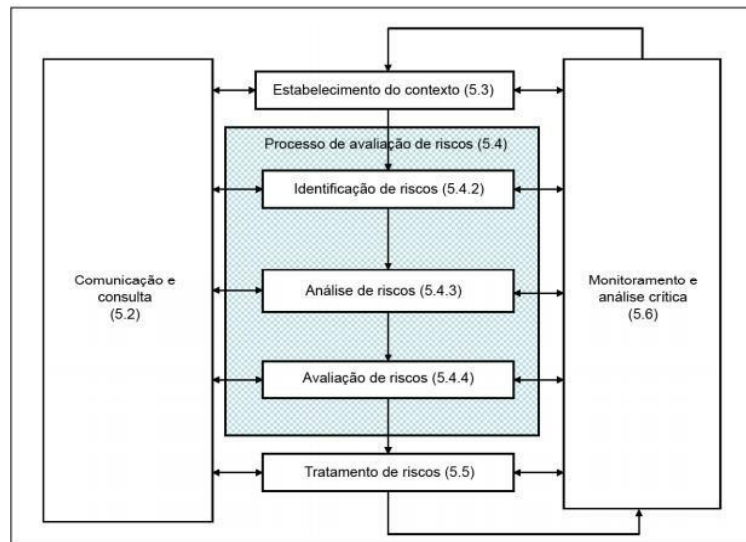 Estabelecimento do contexto (5.3)
Processo de avaliação de riscos (5.4)
Identificação de riscos (5.4.2)
Comunicação e
consulta
(5.2)
Análise de riscos (5.4.3)
Monitoramento e
análise crítica
(5.6)
Avaliação de riscos (5.4.4)
Tratamento de riscos (5.5)